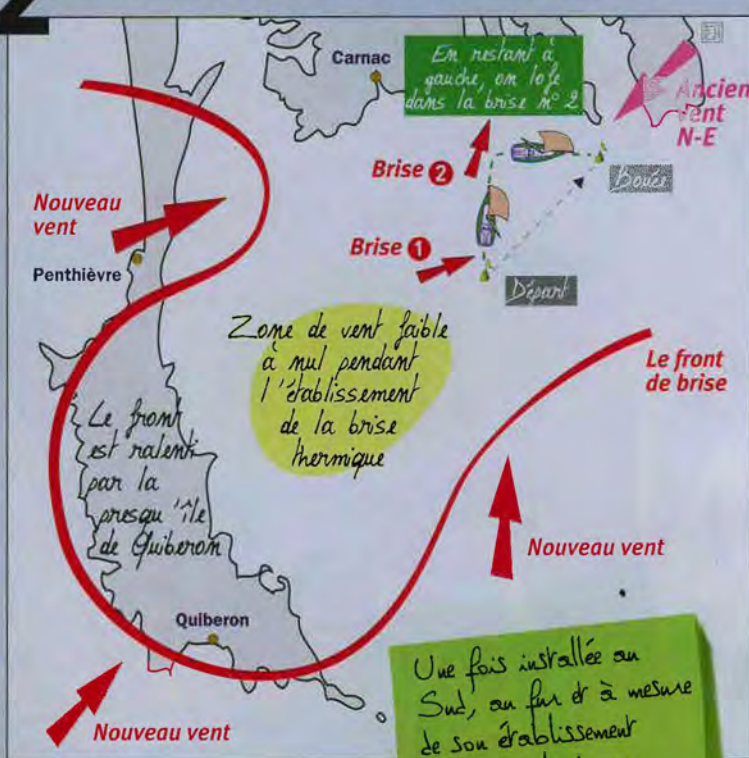 2
Carnac
En restant à
gauche, on lofe
dans la brise n° 2
Ancien
vent
N-E
Brise 2
Bouée
Nouveau
vent
Brise 1
Penthièvre
Départ
Zone de vent faible
à nul pendant
l'établissement
de la brise
thermique
Le front
de brise
Le front
est ralenti
par la
presqu'île
de Quiberon
Nouveau vent
Quiberon
Une fois installée au
Sud, au fur et à mesure
de son établissement
Nouveau vent